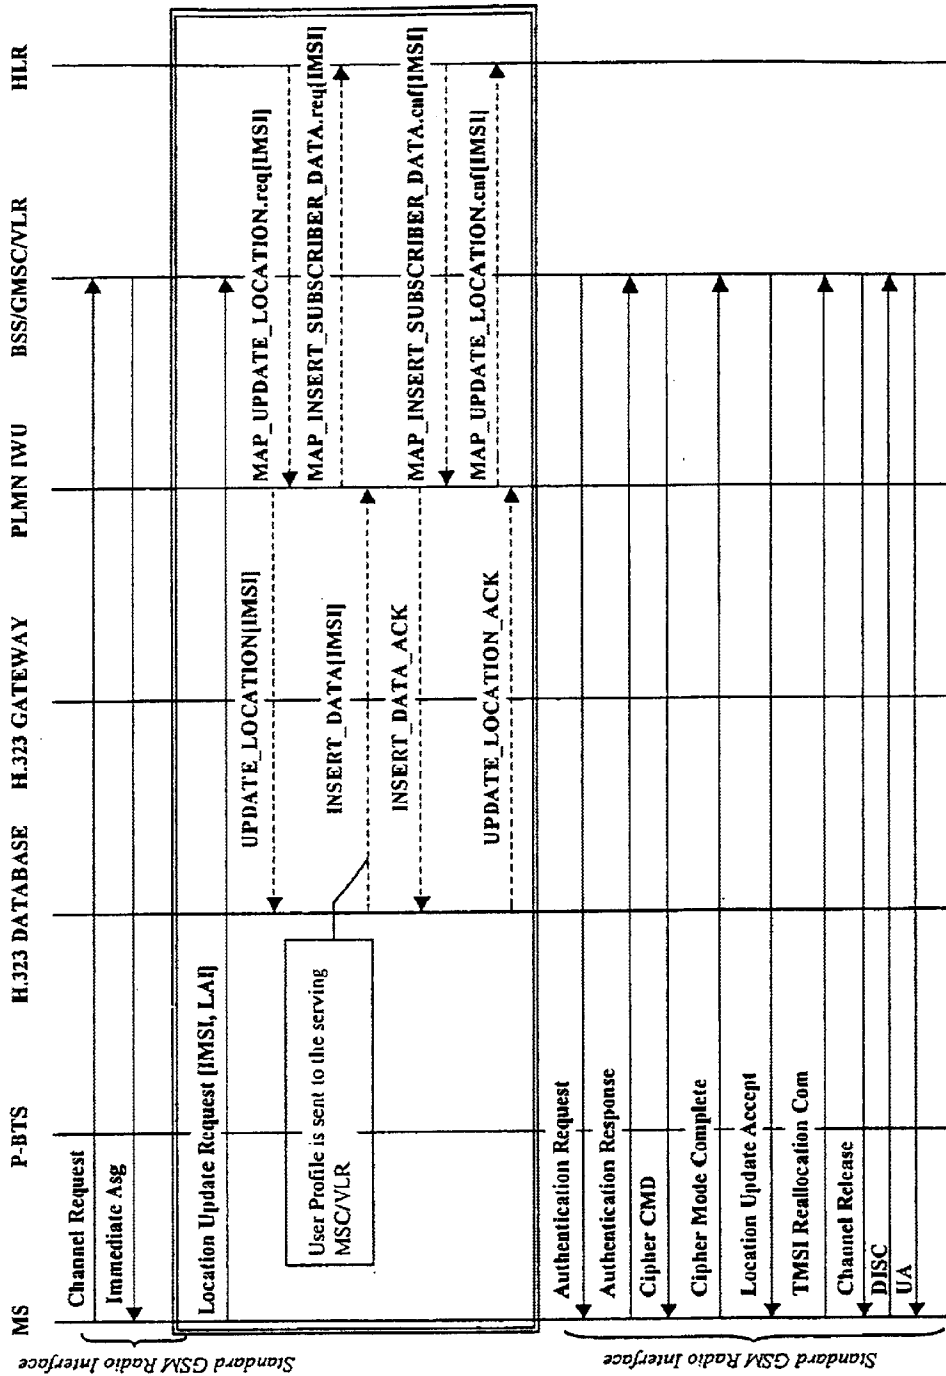 MS
P-BTS
H.323 DATABASE
H.323 GATEWAY
PLMN IWU
BSS/GMSC/VLR
HLR
Standard GSM Radio Interface
Channel Request
Immediate Asg
Location Update Request [IMSI, LAI]
MAP_UPDATE_LOCATION.req[IMSI]
UPDATE_LOCATION[IMSI]
MAP_INSERT_SUBSCRIBER_DATA.req[IMSI]
INSERT_DATA[IMSI]
User Profile is sent to the serving
MSC/VLR
INSERT_DATA_ACK
MAP_INSERT_SUBSCRIBER_DATA.cnf[IMSI]
MAP_UPDATE_LOCATION.cnf[IMSI]
UPDATE_LOCATION_ACK
Standard GSM Radio Interface
Authentication Request
Authentication Response
Cipher CMD
Cipher Mode Complete
Location Update Accept
TMSI Reallocation Com
Channel Release
DISC
UA